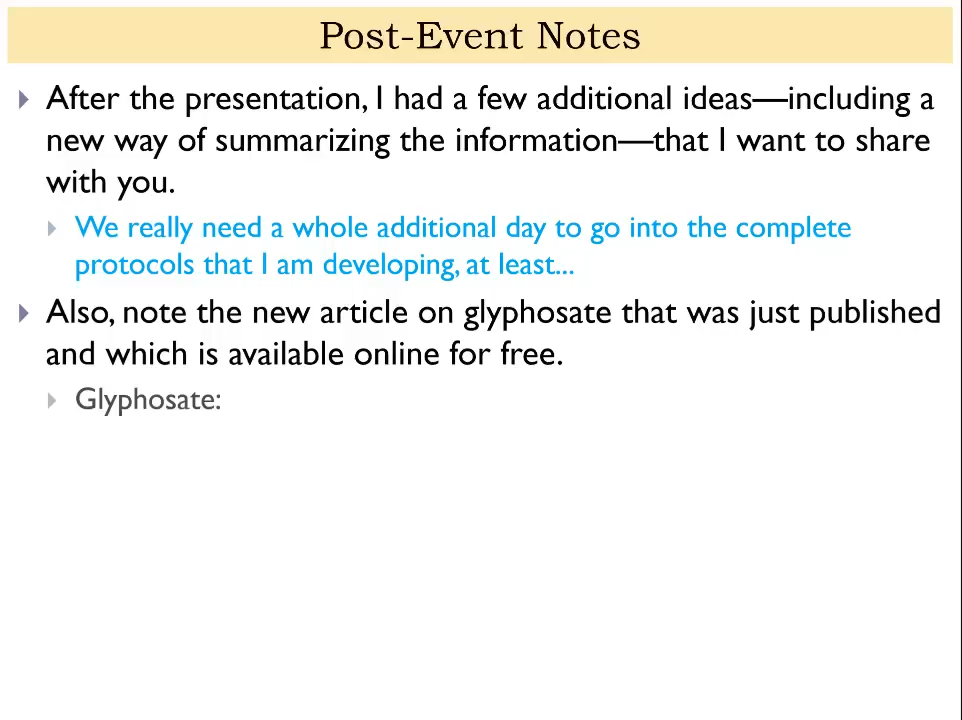 Post-Event Notes
After the presentation, I had a few additional ideas—including a
new way of summarizing the information—that I want to share
with you.
We really need a whole additional day to go into the complete
protocols that I am developing, at least...
Also, note the new article on glyphosate that was just published
and which is available online for free.
Glyphosate: